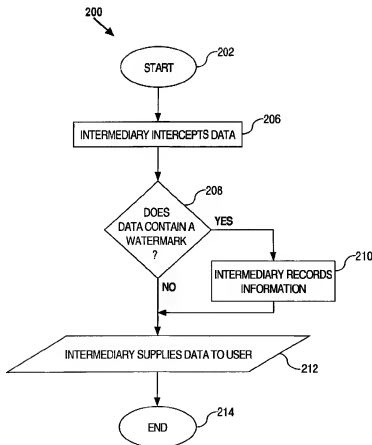 200
START
202
INTERMEDIARY INTERCEPTS DATA
206
DOES
DATA CONTAIN A
WATERMARK
?
208
YES
NO
INTERMEDIARY RECORDS
INFORMATION
210
INTERMEDIARY SUPPLIES DATA TO USER
212
END
214